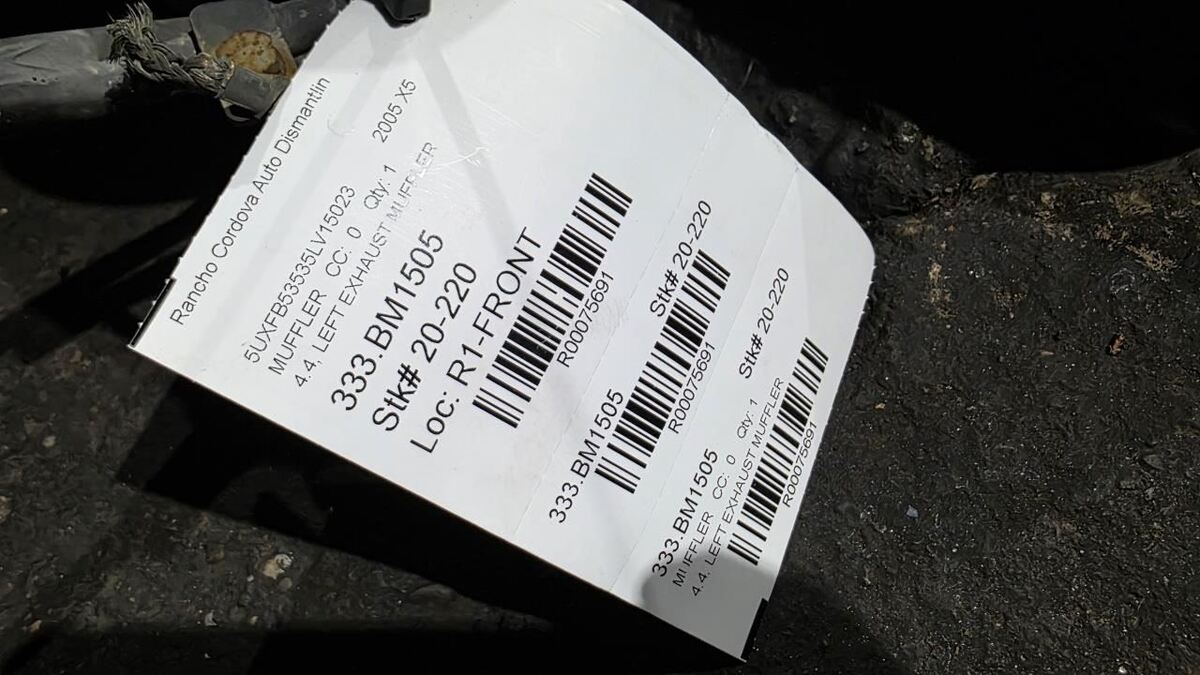 Rancho Cordova Auto Dismantlin
5UXFB53535LV15023 2005 X5
MUFFLER CC: 0 Qty: 1
4.4, LEFT EXHAUST MUFFLER
333.BM1505
Stk# 20-220
Loc: R1-FRONT
R00075691
333.BM1505 Stk# 20-220
R00075691
333.BM1505 Stk# 20-220
MUFFLER CC: 0 Qty: 1
4.4, LEFT EXHAUST MUFFLER
R00075691